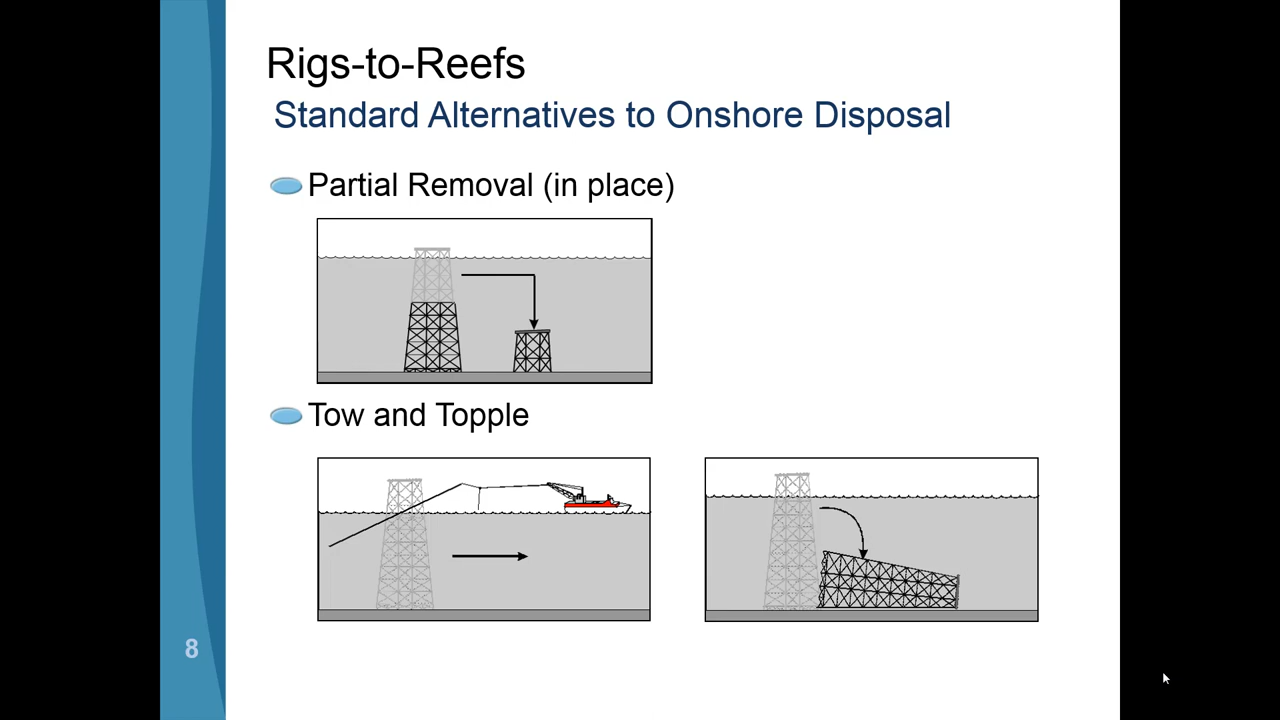 Rigs-to-Reefs
Standard Alternatives to Onshore Disposal
Partial Removal (in place)
Tow and Topple
8